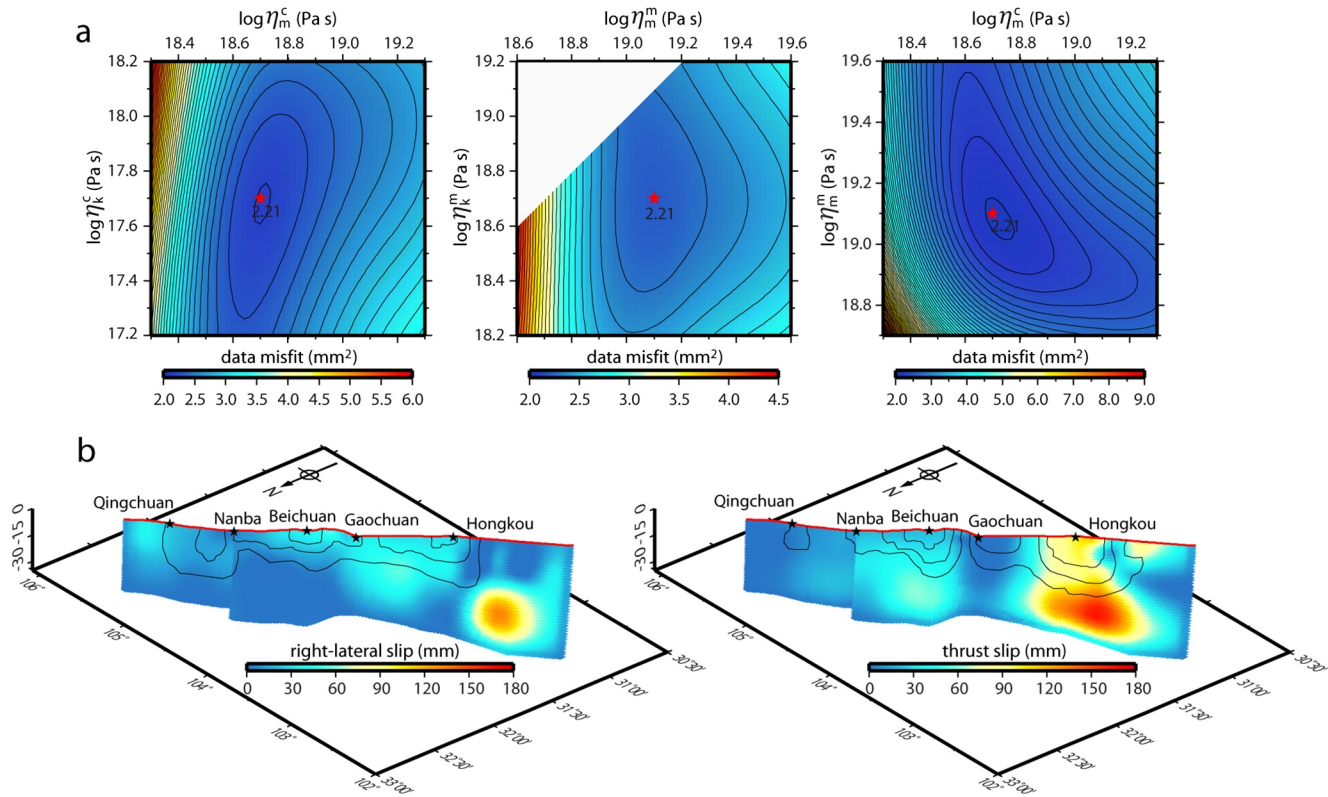 a
log η_m^c (Pa s)
18.4 18.6 18.8 19.0 19.2
log η_k^c (Pa s)
18.2
18.0
17.8
17.6
17.4
17.2
2.21
data misfit (mm²)
2.0 2.5 3.0 3.5 4.0 4.5 5.0 5.5 6.0
log η_m^m (Pa s)
18.6 18.8 19.0 19.2 19.4 19.6
log η_k^m (Pa s)
19.2
19.0
18.8
18.6
18.4
18.2
2.21
data misfit (mm²)
2.0 2.5 3.0 3.5 4.0 4.5
log η_m^c (Pa s)
18.4 18.6 18.8 19.0 19.2
log η_m^m (Pa s)
19.6
19.4
19.2
19.0
18.8
2.21
data misfit (mm²)
2.0 3.0 4.0 5.0 6.0 7.0 8.0 9.0
b
N
Qingchuan
Nanba
Beichuan
Gaochuan
Hongkou
0
-15
-30
106°
105°
104°
103°
102°
33°00'
32°30'
32°00'
31°30'
31°00'
30°30'
right-lateral slip (mm)
0 30 60 90 120 150 180
N
Qingchuan
Nanba
Beichuan
Gaochuan
Hongkou
0
-15
-30
106°
105°
104°
103°
102°
33°00'
32°30'
32°00'
31°30'
31°00'
30°30'
thrust slip (mm)
0 30 60 90 120 150 180